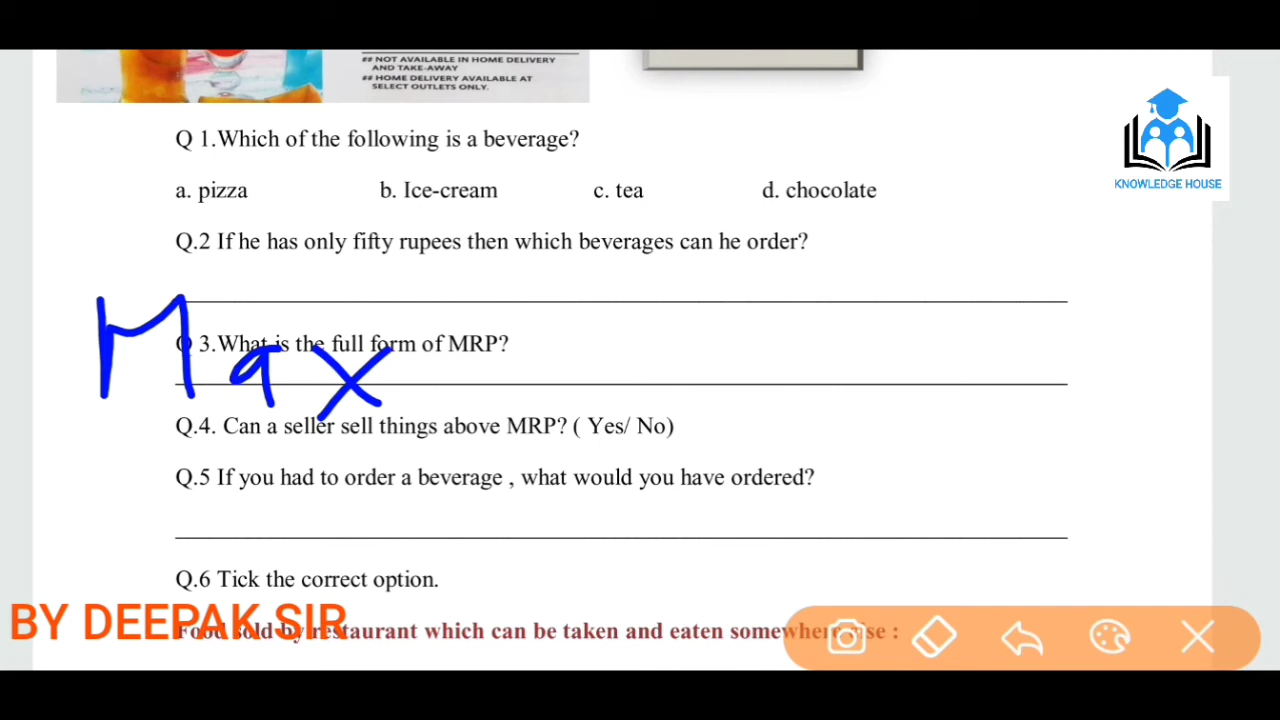 ## NOT AVAILABLE IN HOME DELIVERY
AND TAKE-AWAY
## HOME DELIVERY AVAILABLE AT
SELECT OUTLETS ONLY.
KNOWLEDGE HOUSE
Q 1.Which of the following is a beverage?
a. pizza b. Ice-cream c. tea d. chocolate
Q.2 If he has only fifty rupees then which beverages can he order?
Q 3.What is the full form of MRP?
Max
Q.4. Can a seller sell things above MRP? ( Yes/ No)
Q.5 If you had to order a beverage , what would you have ordered?
Q.6 Tick the correct option.
BY DEEPAK SIR
Food sold by restaurant which can be taken and eaten somewhere else :